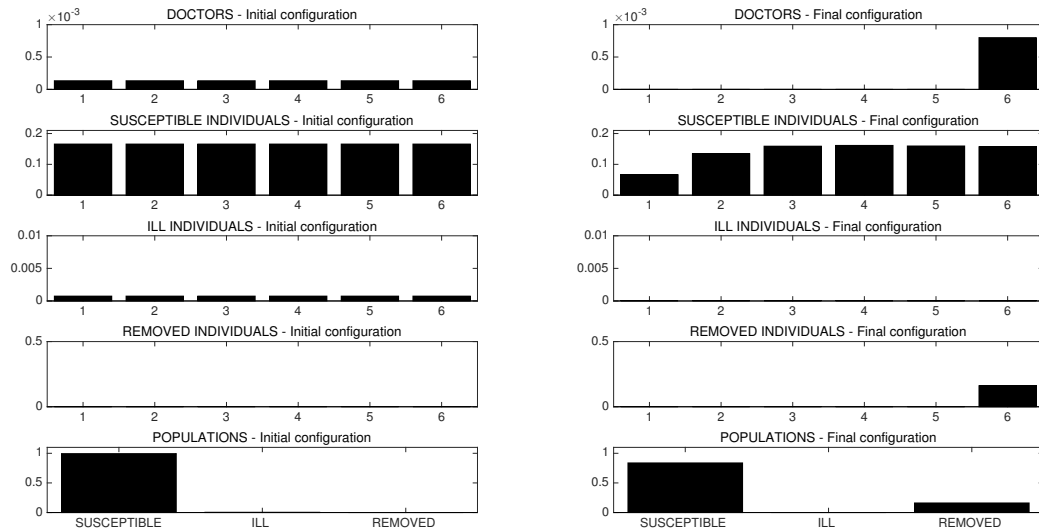 ×10⁻³ DOCTORS - Initial configuration
1
0.5
0
1 2 3 4 5 6
SUSCEPTIBLE INDIVIDUALS - Initial configuration
0.2
0.1
0
1 2 3 4 5 6
ILL INDIVIDUALS - Initial configuration
0.01
0.005
0
1 2 3 4 5 6
REMOVED INDIVIDUALS - Initial configuration
0.5
0
1 2 3 4 5 6
POPULATIONS - Initial configuration
1
0.5
0
SUSCEPTIBLE ILL REMOVED
×10⁻³ DOCTORS - Final configuration
1
0.5
0
1 2 3 4 5 6
SUSCEPTIBLE INDIVIDUALS - Final configuration
0.2
0.1
0
1 2 3 4 5 6
ILL INDIVIDUALS - Final configuration
0.01
0.005
0
1 2 3 4 5 6
REMOVED INDIVIDUALS - Final configuration
0.5
0
1 2 3 4 5 6
POPULATIONS - Final configuration
1
0.5
0
SUSCEPTIBLE ILL REMOVED